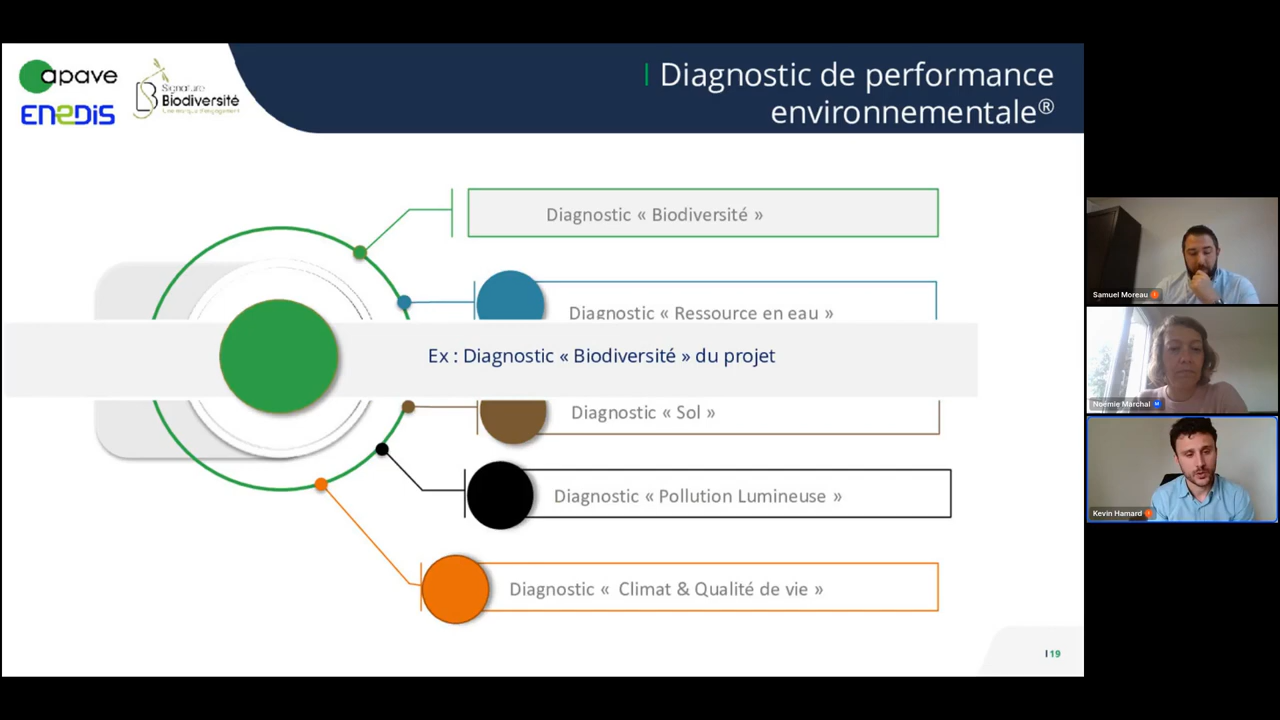 apave
ENEDIS
Signature
Biodiversité
I Diagnostic de performance
environnementale®
Diagnostic « Biodiversité »
Diagnostic « Ressource en eau »
Ex : Diagnostic « Biodiversité » du projet
Diagnostic « Sol »
Diagnostic « Pollution Lumineuse »
Diagnostic « Climat & Qualité de vie »
I 19
Samuel Moreau
Noémie Marchal
Kevin Hamard